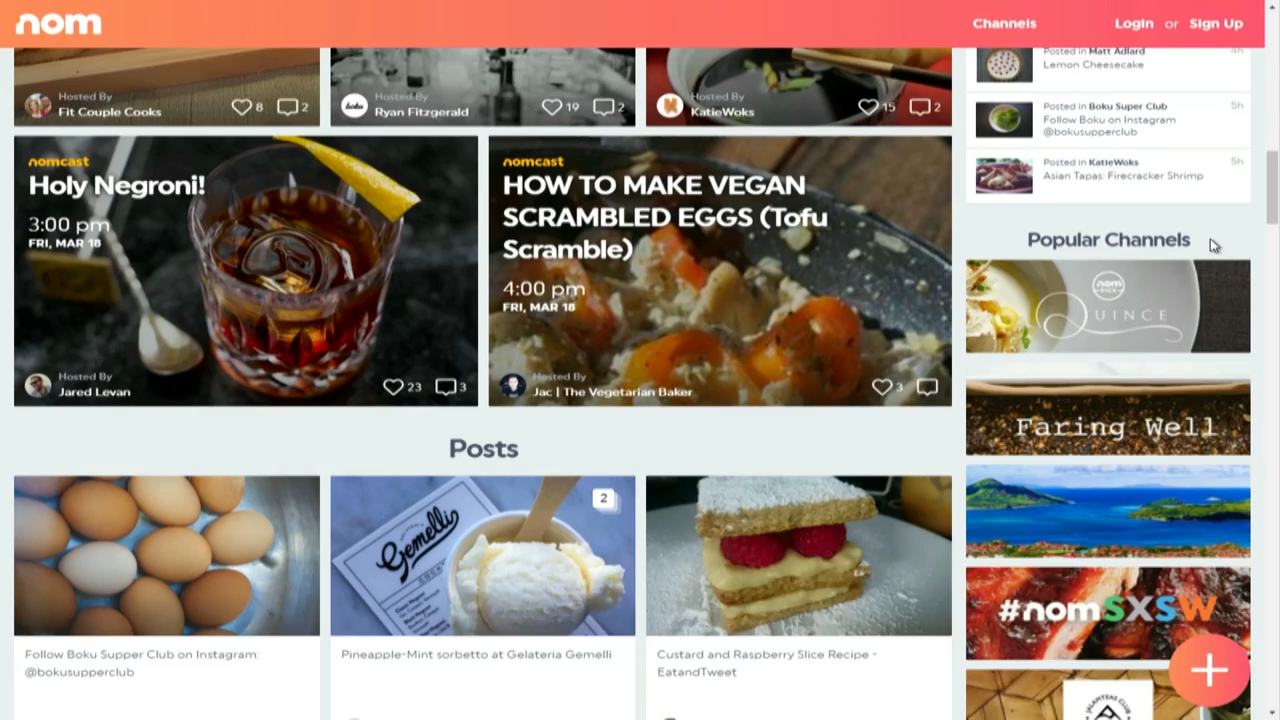 nom
Channels
Login or Sign Up
Hosted By
Fit Couple Cooks
8
2
Hosted By
Ryan Fitzgerald
19
2
Hosted By
KatieWoks
15
2
Posted in Matt Adlard
4h
Lemon Cheesecake
Posted in Boku Super Club
5h
Follow Boku on Instagram
@bokusupperclub
Posted in KatieWoks
5h
Asian Tapas: Firecracker Shrimp
nomcast
Holy Negroni!
3:00 pm
FRI, MAR 18
Hosted By
Jared Levan
23
3
nomcast
HOW TO MAKE VEGAN
SCRAMBLED EGGS (Tofu
Scramble)
4:00 pm
FRI, MAR 18
Hosted By
Jac | The Vegetarian Baker
3
Popular Channels
nom
QUINCE
Faring Well
#nomSXSW
Posts
Gemelli
2
Follow Boku Supper Club on Instagram:
@bokusupperclub
Pineapple-Mint sorbetto at Gelateria Gemelli
Custard and Raspberry Slice Recipe -
EatandTweet